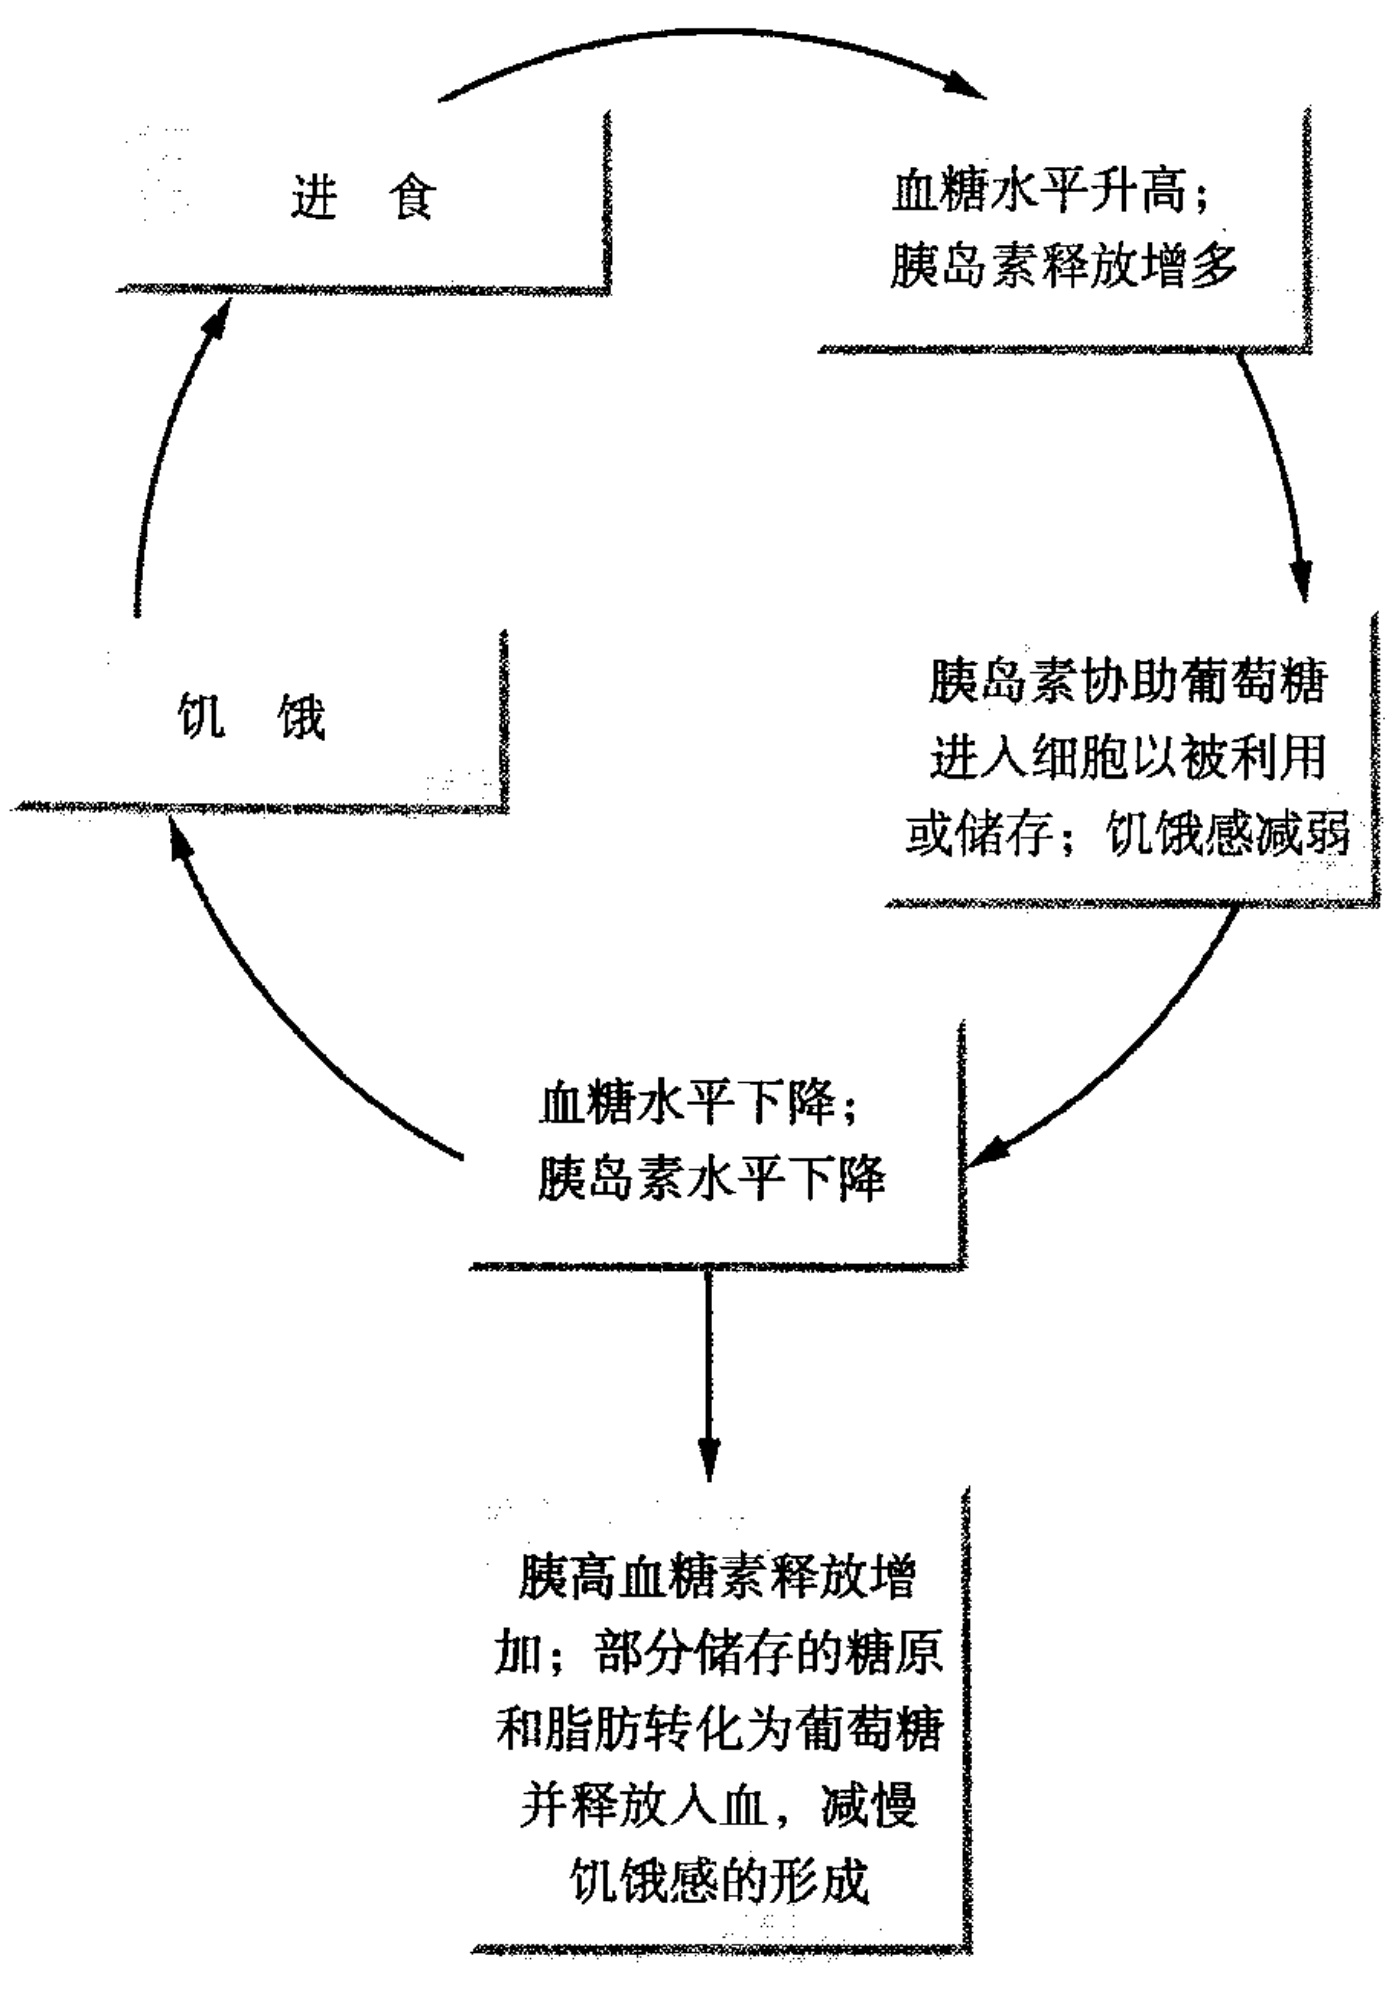 进 食
血糖水平升高；
胰岛素释放增多
胰岛素协助葡萄糖
进入细胞以被利用
或储存；饥饿感减弱
血糖水平下降；
胰岛素水平下降
饥 饿
胰高血糖素释放增
加；部分储存的糖原
和脂肪转化为葡萄糖
并释放入血，减慢
饥饿感的形成